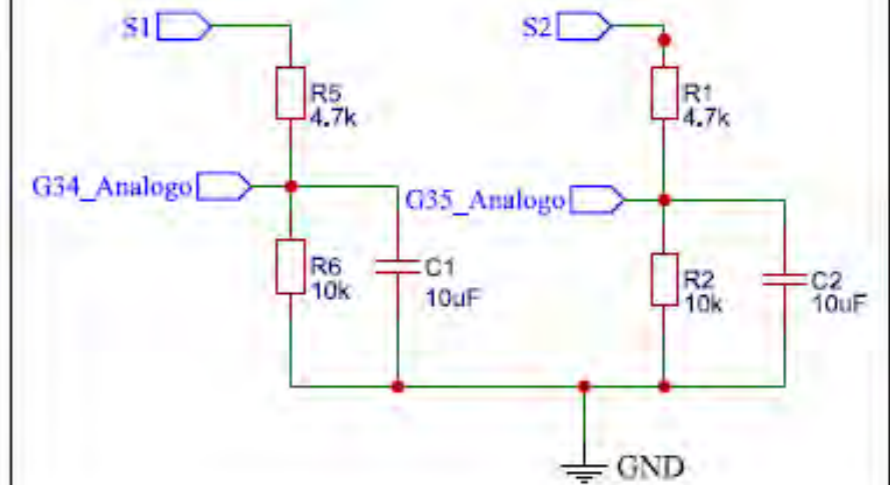 S1
S2
R5
4.7k
R1
4.7k
G34_Analogo
G35_Analogo
R6
10k
C1
10uF
R2
10k
C2
10uF
GND